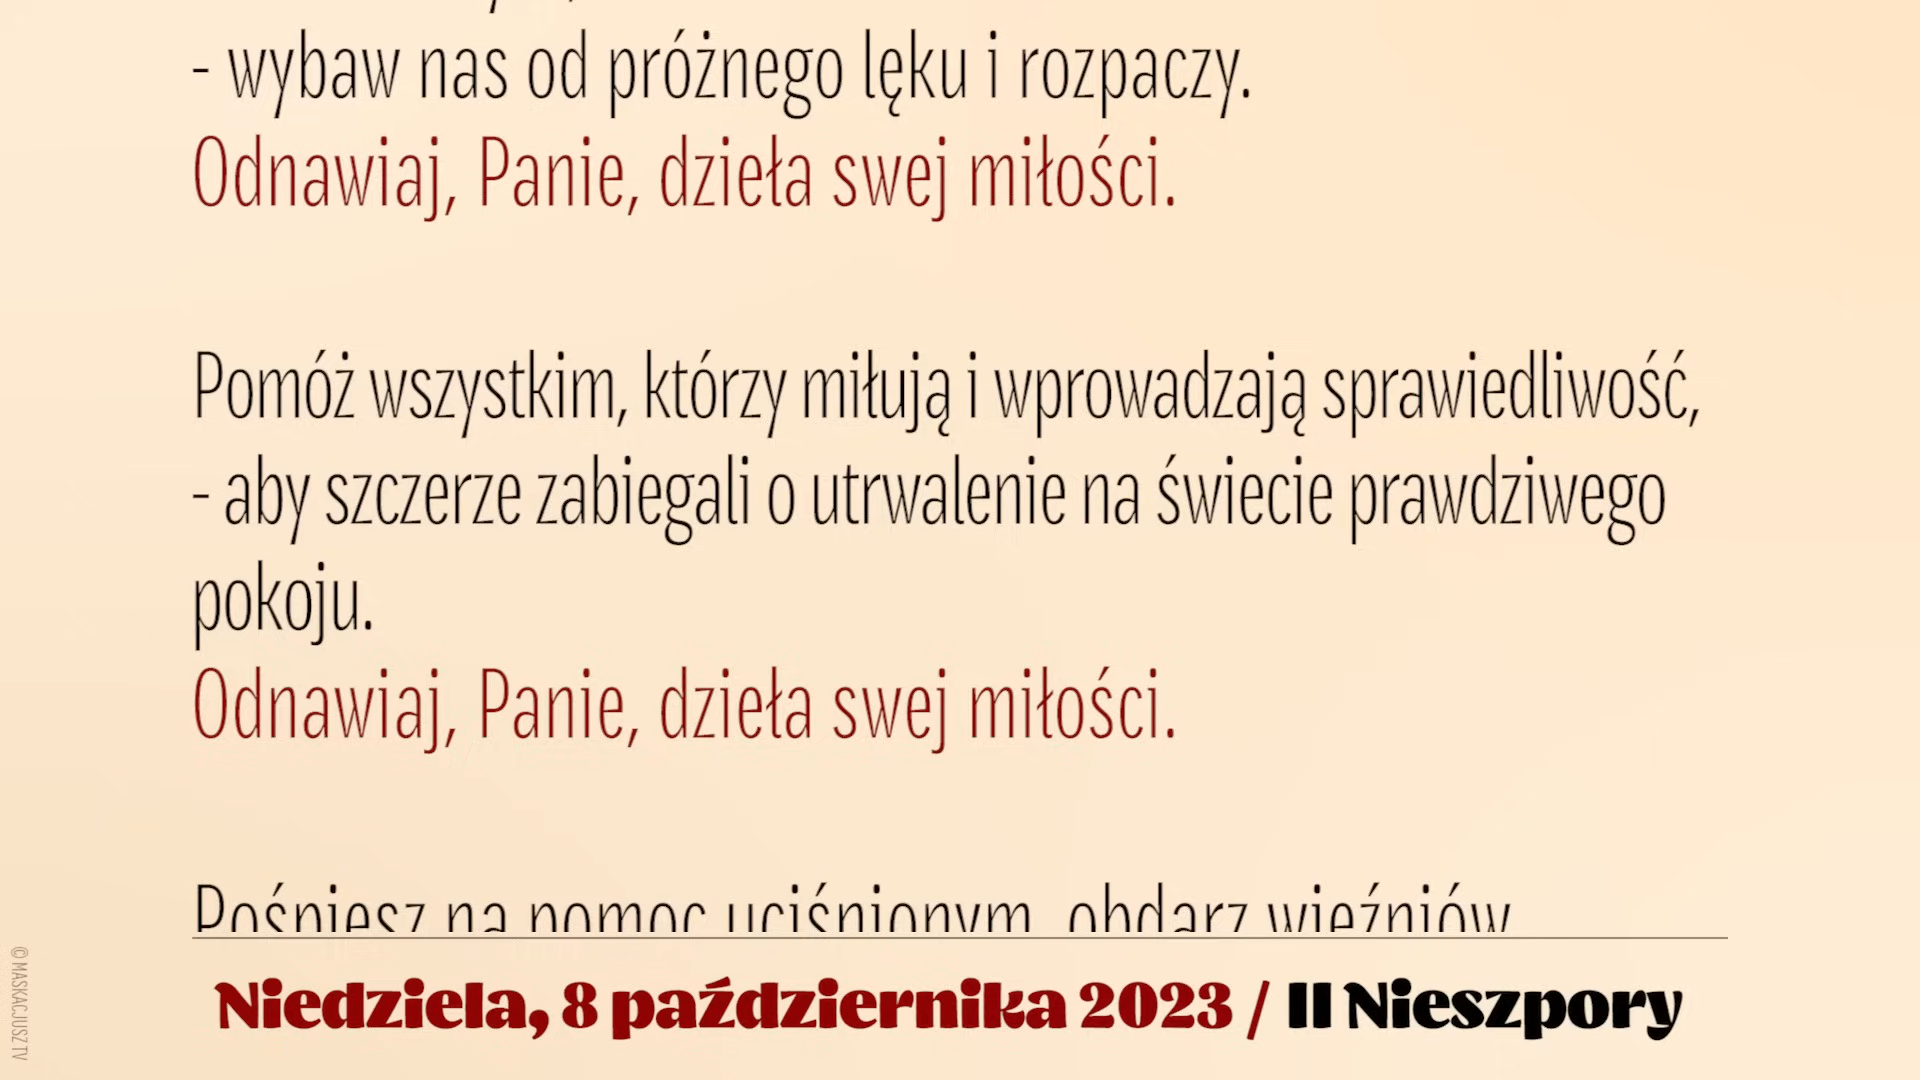 - wybaw nas od próżnego lęku i rozpaczy.
Odnawiaj, Panie, dzieła swej miłości.
Pomóż wszystkim, którzy miłują i wprowadzają sprawiedliwość,
- aby szczerze zabiegali o utrwalenie na świecie prawdziwego
pokoju.
Odnawiaj, Panie, dzieła swej miłości.
Pośpiesz na pomoc uciśnionym, obdarz więźniów
Niedziela, 8 października 2023 / II Nieszpory
© MASKACJUSZ TV